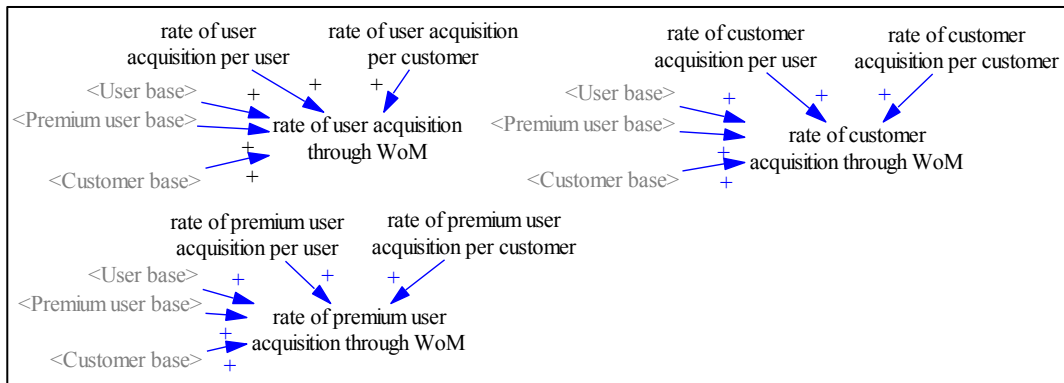 rate of user
acquisition per user
rate of user acquisition
per customer
<User base>
<Premium user base>
<Customer base>
+
+
+
+
+
rate of user acquisition
through WoM
rate of customer
acquisition per user
rate of customer
acquisition per customer
<User base>
<Premium user base>
<Customer base>
+
+
+
+
+
rate of customer
acquisition through WoM
rate of premium user
acquisition per user
rate of premium user
acquisition per customer
<User base>
<Premium user base>
<Customer base>
+
+
+
+
+
rate of premium user
acquisition through WoM